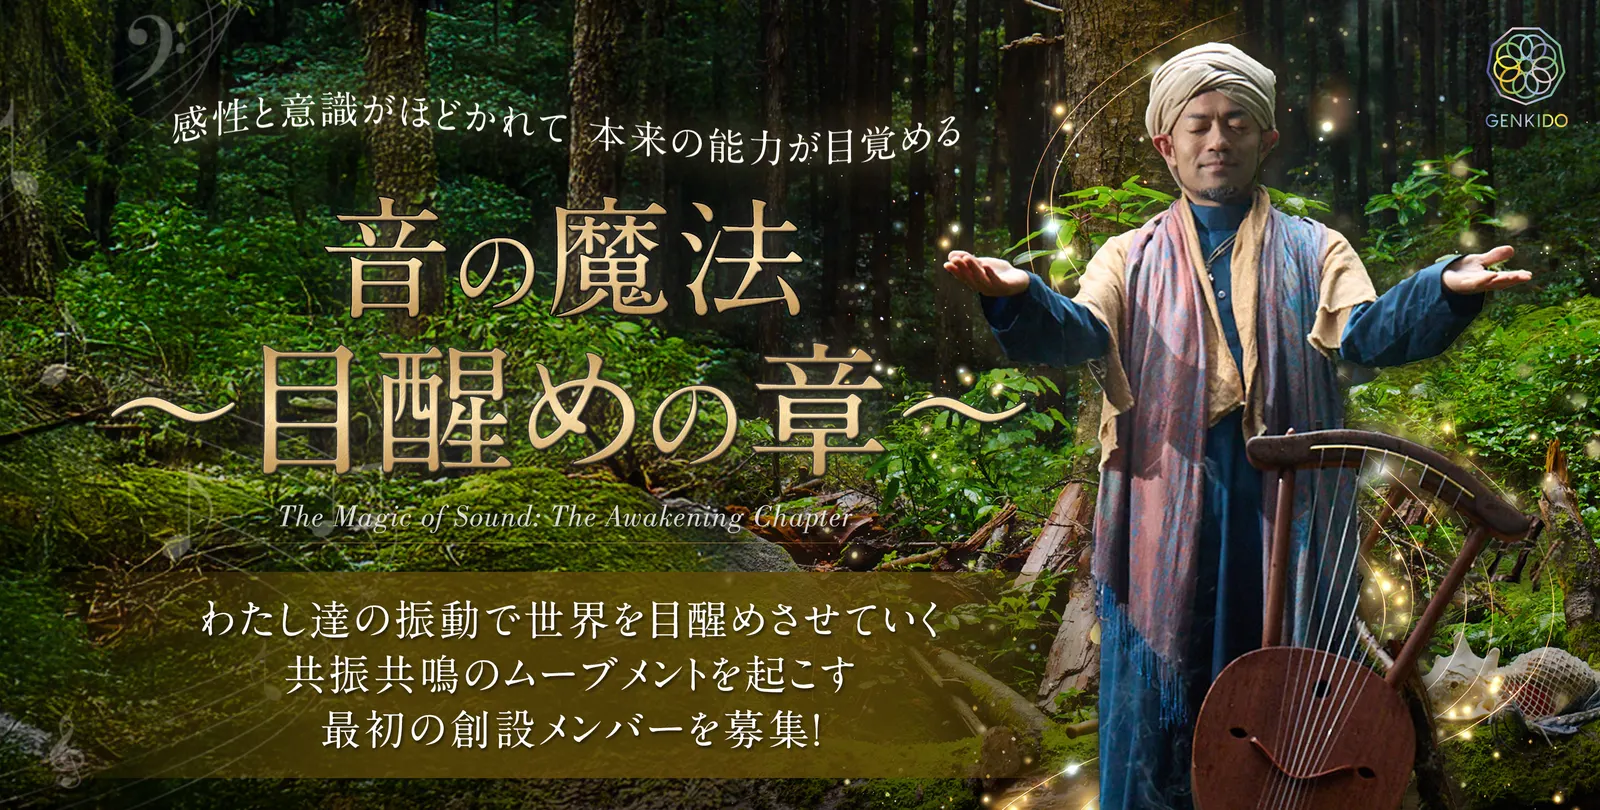 感性と意識がほどかれて 本来の能力が目覚める
音の魔法
～目醒めの章～
The Magic of Sound: The Awakening Chapter
わたし達の振動で世界を目醒めさせていく
共振共鳴のムーブメントを起こす
最初の創設メンバーを募集！
GENKIDO